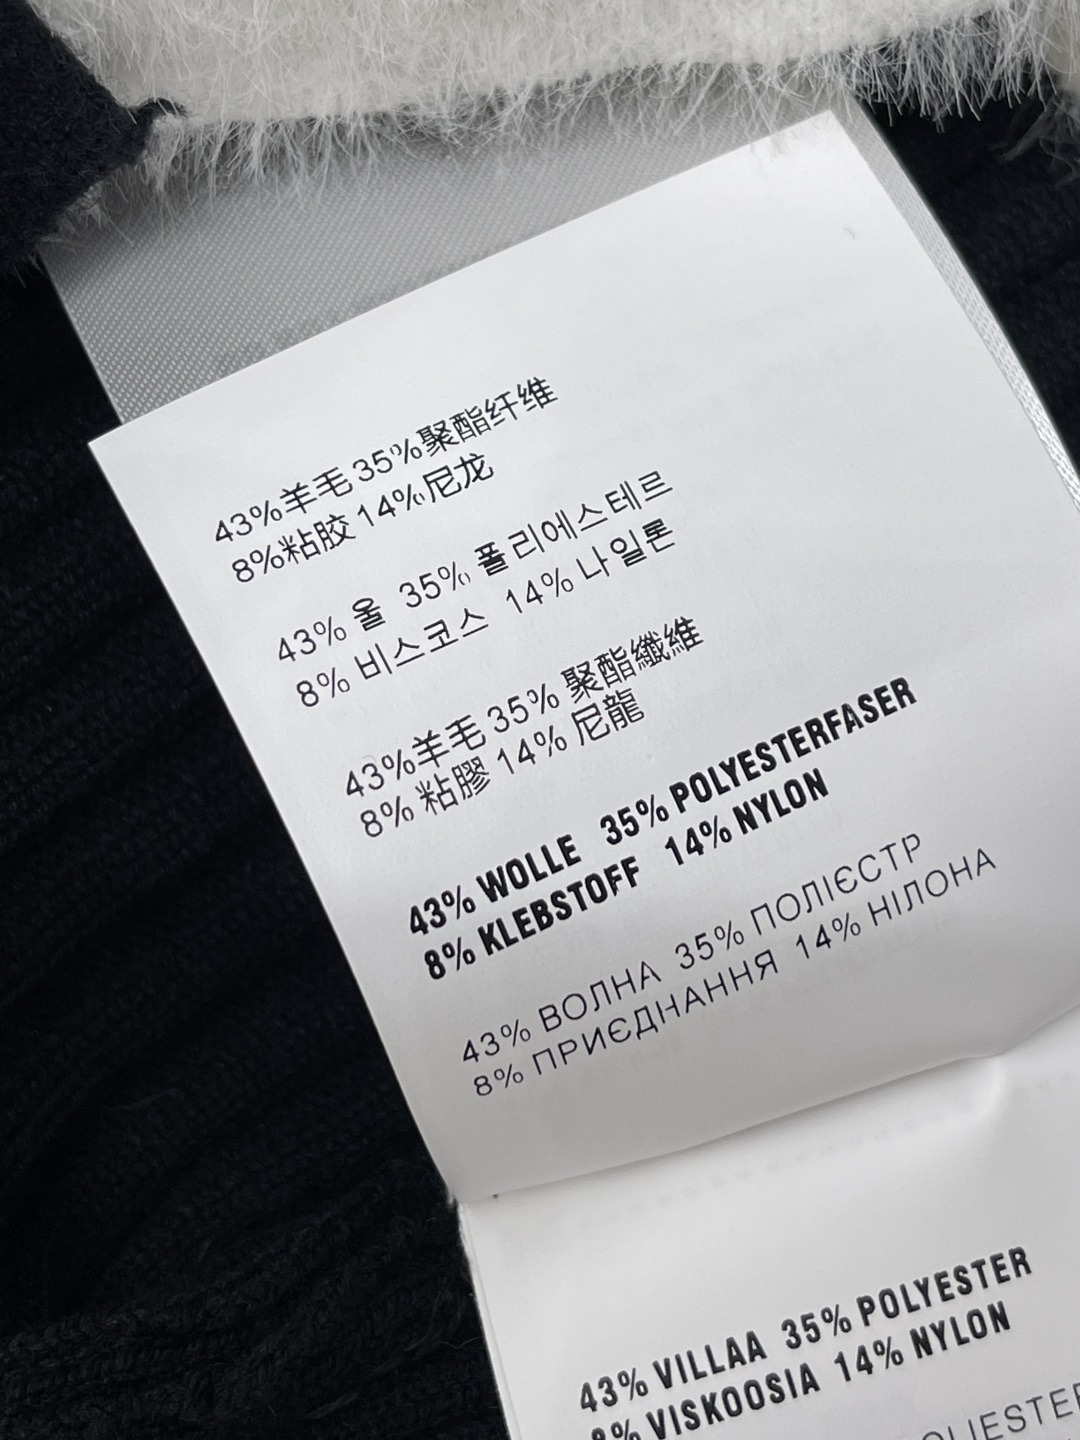 43%羊毛 35%聚酯纤维
8%粘胶 14%尼龙
43% 울 35% 폴리에스테르
8% 비스코스 14% 나일론
43%羊毛 35% 聚酯纖維
8% 粘膠 14% 尼龍
43% WOLLE 35% POLYESTERFASER
8% KLEBSTOFF 14% NYLON
43% ВОЛНА 35% ПОЛІЄСТР
8% ПРИЄДНАННЯ 14% НІЛОНА
43% VILLAA 35% POLYESTER
8% VISKOOSIA 14% NYLON